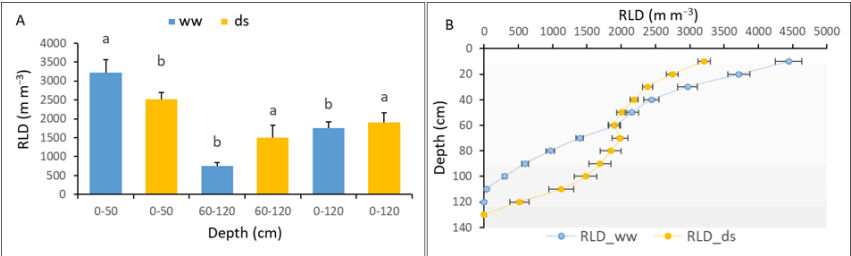 A
ww ds
RLD (m m⁻³)
4000
3500
3000
2500
2000
1500
1000
500
0
a
b
b
a
b
a
0-50 0-50 60-120 60-120 0-120 0-120
Depth (cm)
B
RLD (m m⁻³)
0 500 1000 1500 2000 2500 3000 3500 4000 4500 5000
Depth (cm)
0
20
40
60
80
100
120
140
RLD_ww RLD_ds